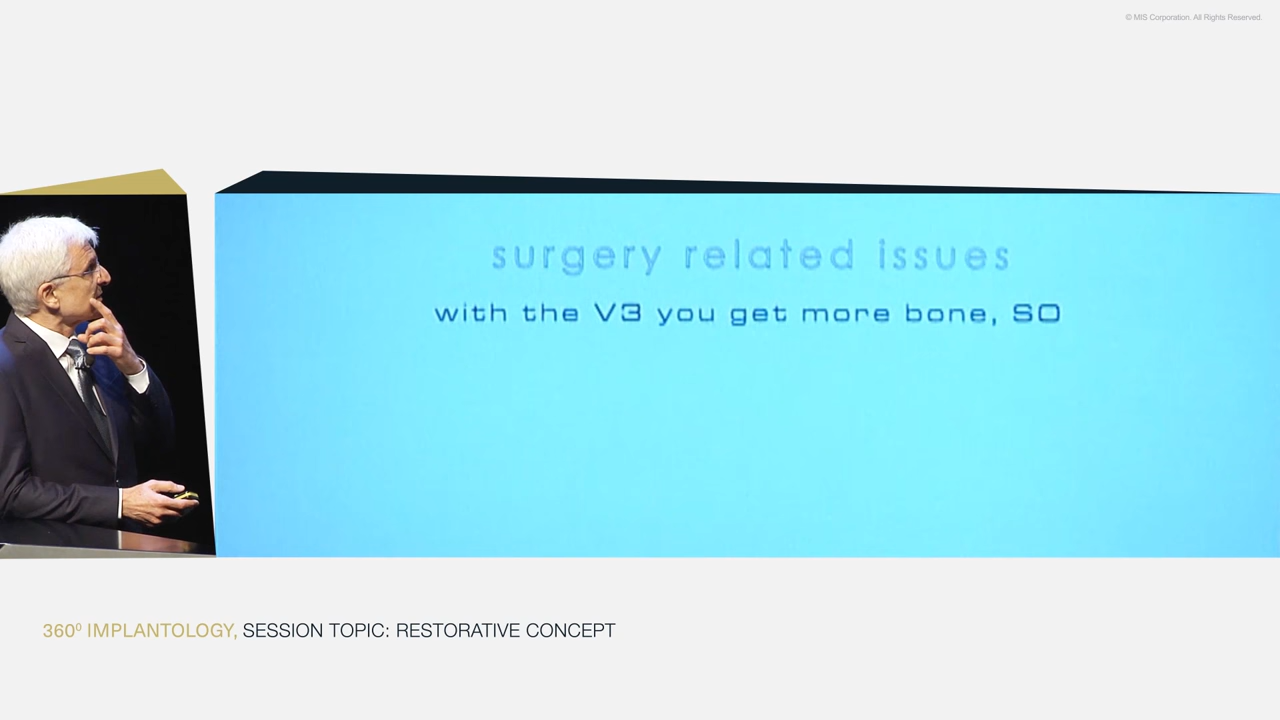 © MIS Corporation. All Rights Reserved.
surgery related issues
with the V3 you get more bone, SO
360⁰ IMPLANTOLOGY, SESSION TOPIC: RESTORATIVE CONCEPT